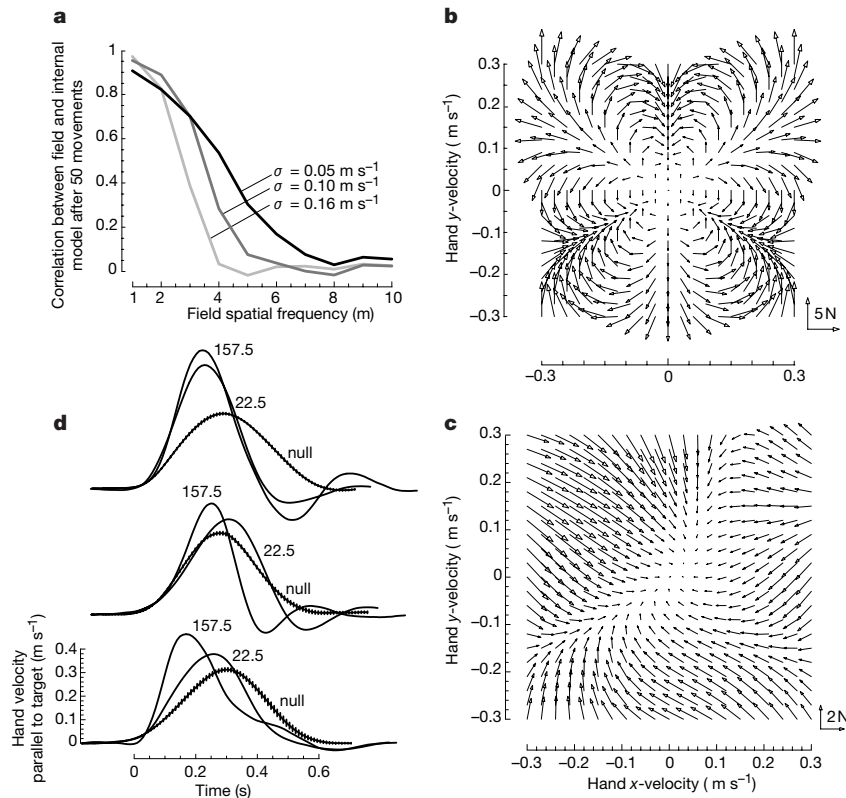 a
Correlation between field and internal
model after 50 movements
1
0.8
0.6
0.4
0.2
0
σ = 0.05 m s–1
σ = 0.10 m s–1
σ = 0.16 m s–1
1 2 4 6 8 10
Field spatial frequency (m)
b
Hand y-velocity ( m s–1)
0.3
0.2
0.1
0
–0.1
–0.2
–0.3
5 N
–0.3 0 0.3
d
157.5
22.5
null
157.5
22.5
null
157.5
22.5
null
Hand velocity
parallel to target (m s–1)
0.4
0.3
0.2
0.1
0
0 0.2 0.4 0.6
Time (s)
c
Hand y-velocity ( m s–1)
0.3
0.2
0.1
0
–0.1
–0.2
–0.3
2 N
–0.3 –0.2 –0.1 0 0.1 0.2 0.3
Hand x-velocity ( m s–1)